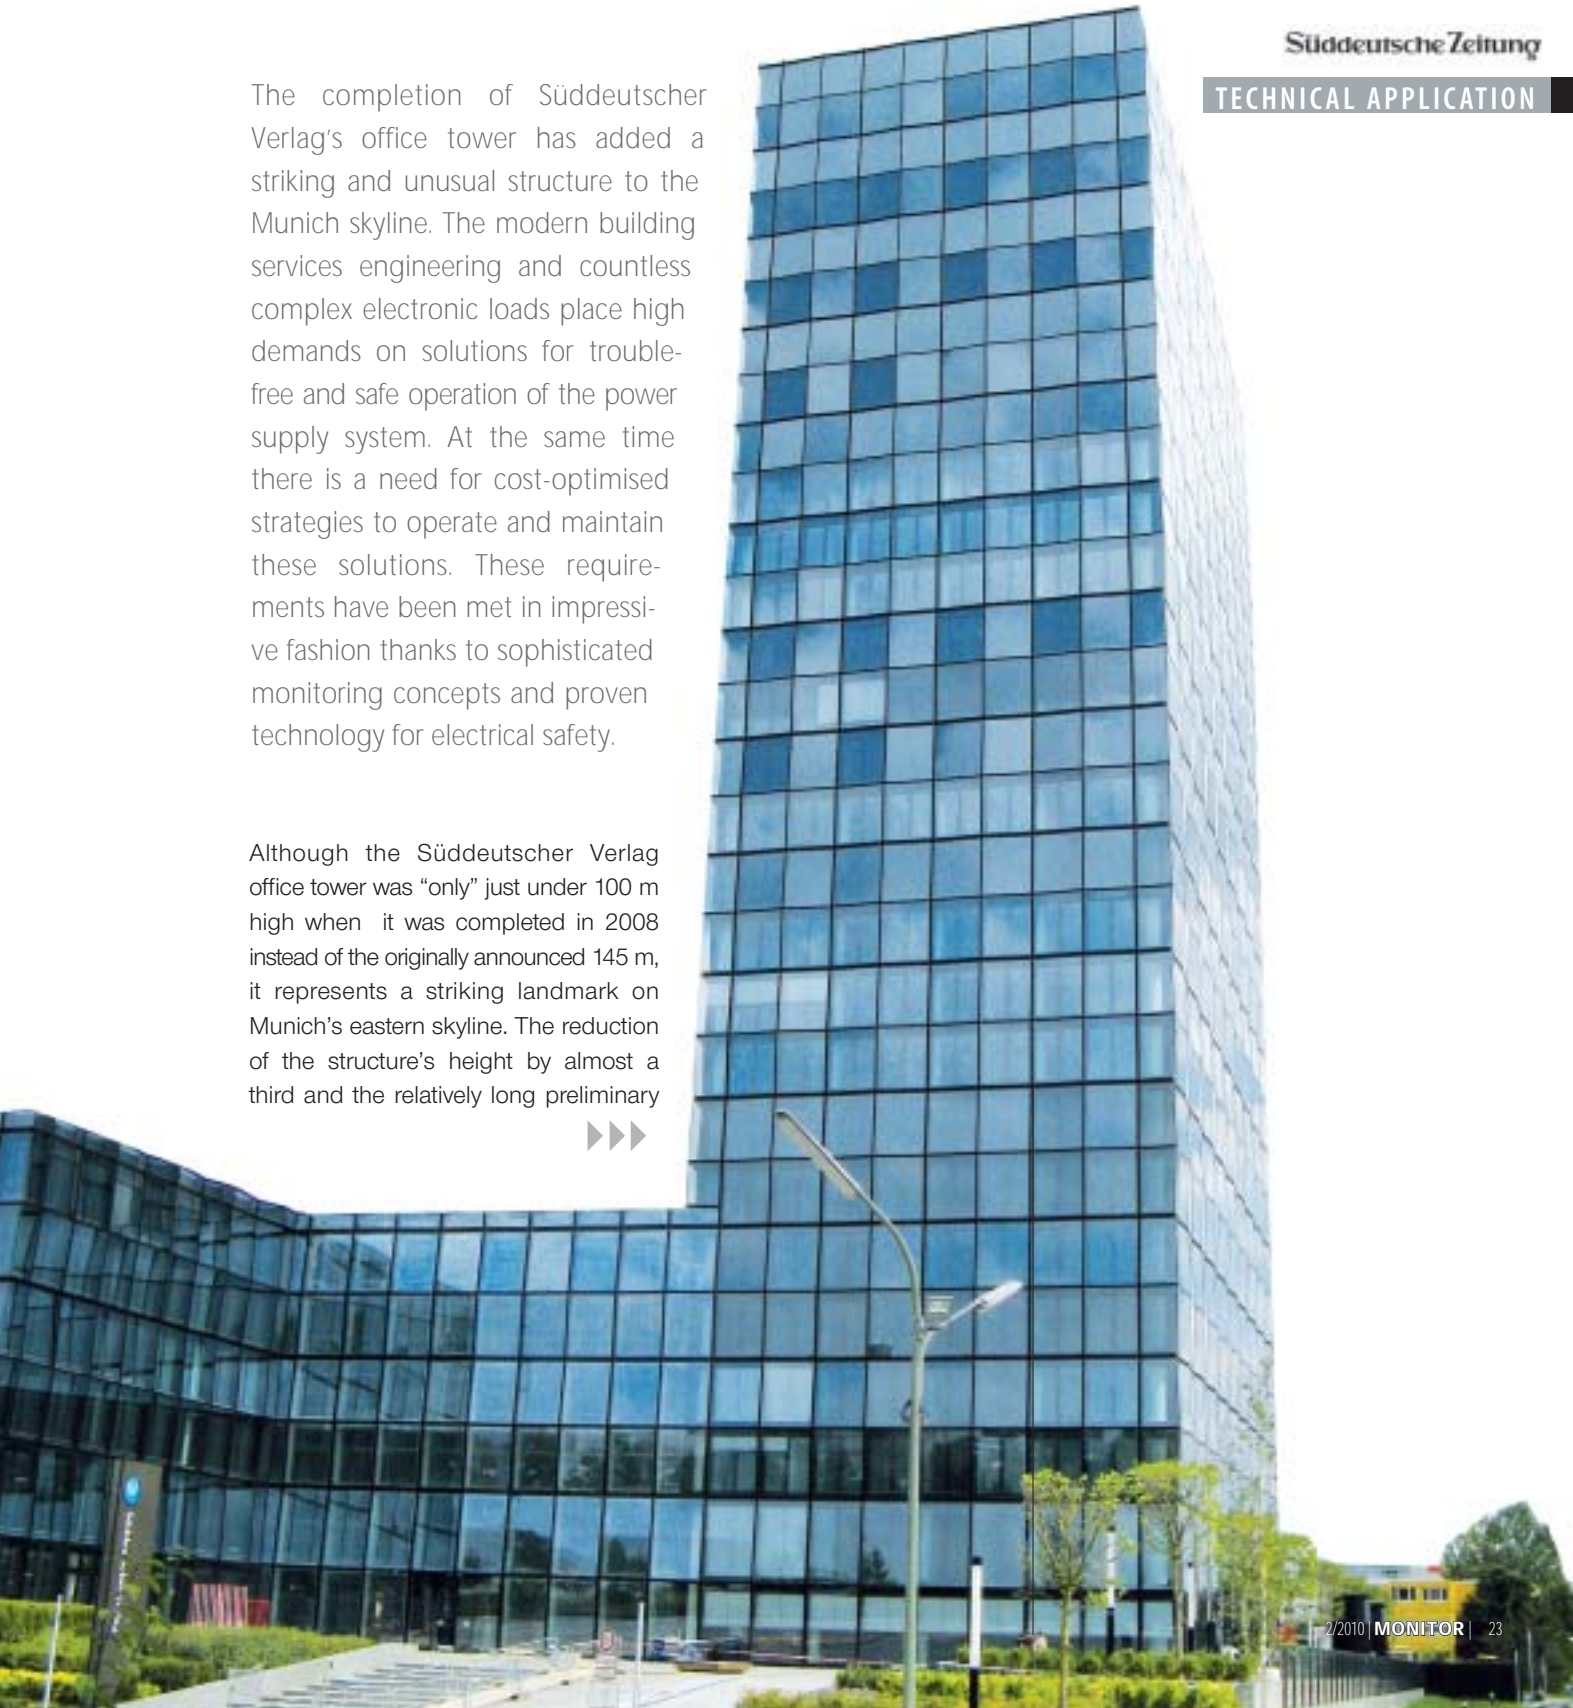 Süddeutsche Zeitung
TECHNICAL APPLICATION
The completion of Süddeutscher
Verlag's office tower has added a
striking and unusual structure to the
Munich skyline. The modern building
services engineering and countless
complex electronic loads place high
demands on solutions for trouble-
free and safe operation of the power
supply system. At the same time
there is a need for cost-optimised
strategies to operate and maintain
these solutions. These require-
ments have been met in impressi-
ve fashion thanks to sophisticated
monitoring concepts and proven
technology for electrical safety.
Although the Süddeutscher Verlag
office tower was “only” just under 100 m
high when it was completed in 2008
instead of the originally announced 145 m,
it represents a striking landmark on
Munich’s eastern skyline. The reduction
of the structure’s height by almost a
third and the relatively long preliminary
2/2010 | MONITOR | 23